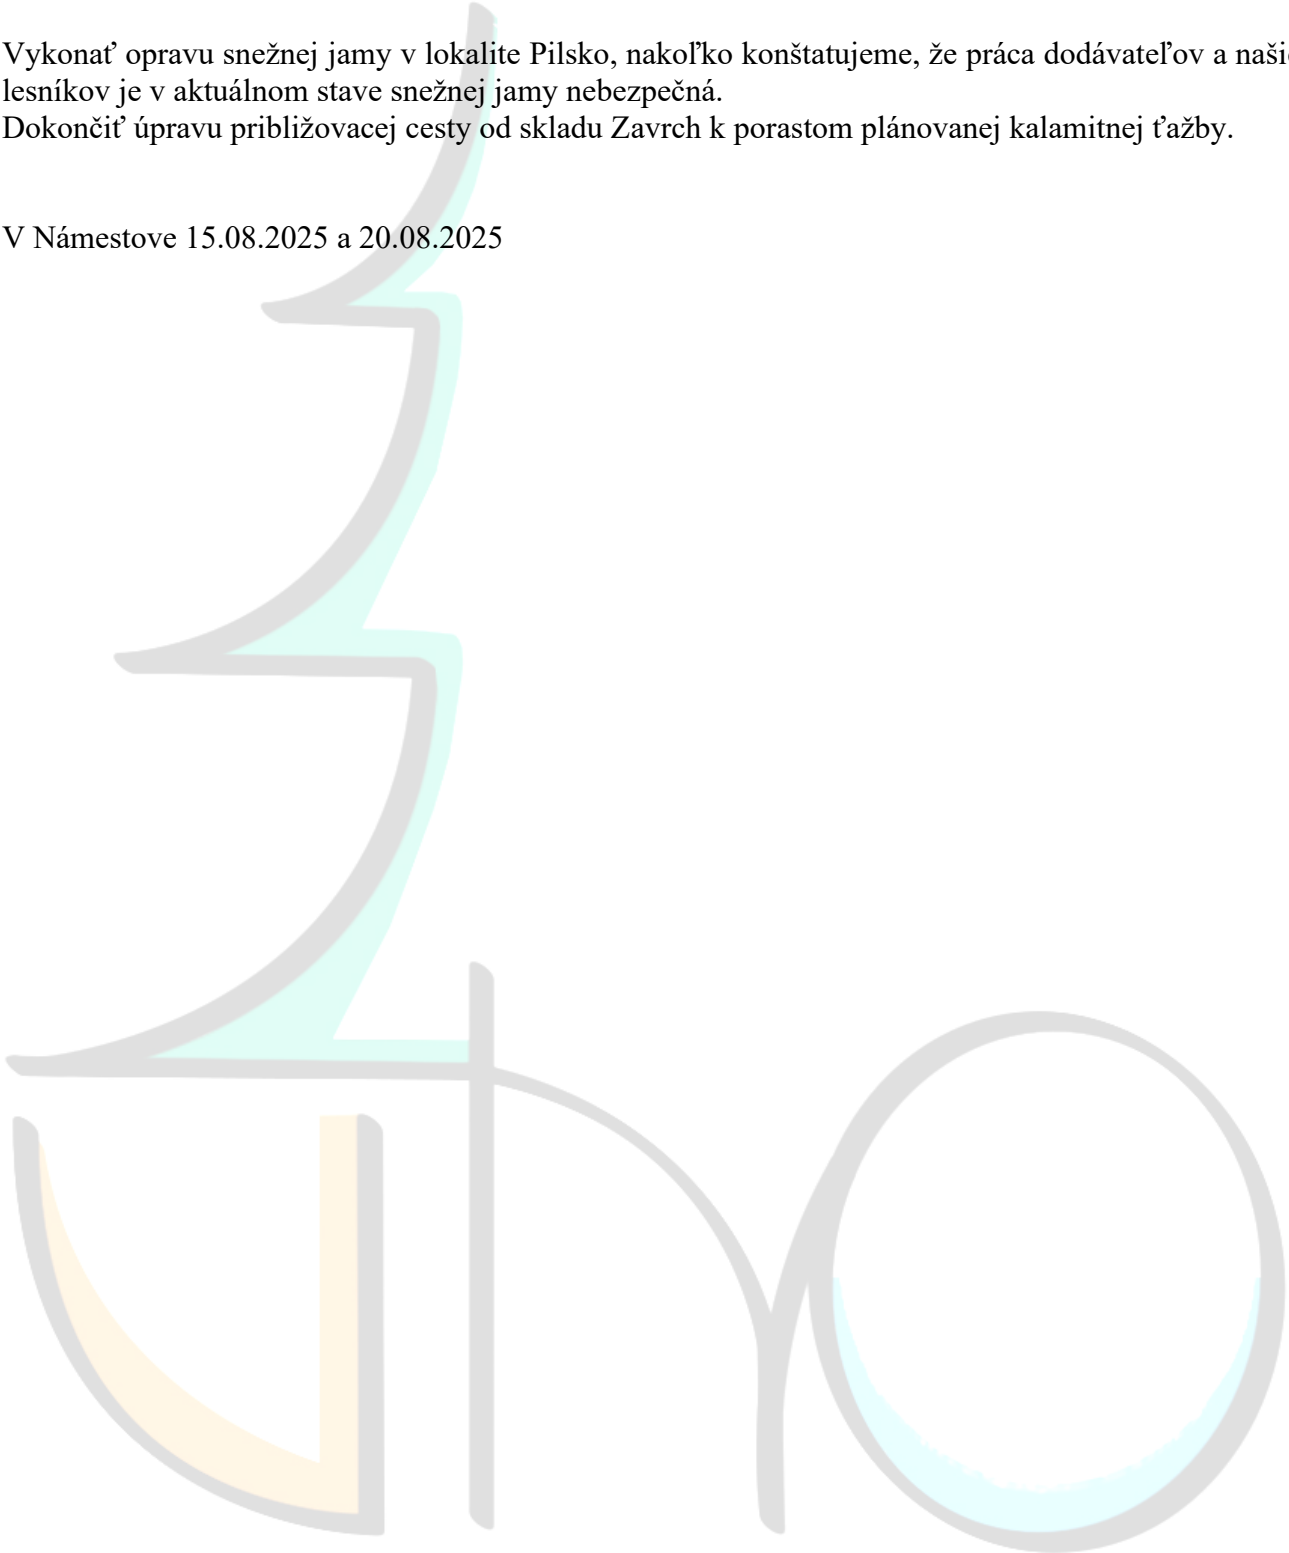 Vykonať opravu snežnej jamy v lokalite Pilsko, nakoľko konštatujeme, že práca dodávateľov a
lesníkov je v aktuálnom stave snežnej jamy nebezpečná.
Dokončiť úpravu približovacej cesty od skladu Zavrch k porastom plánovanej kalamitnej ťažby.
V Námestove 15.08.2025 a 20.08.2025